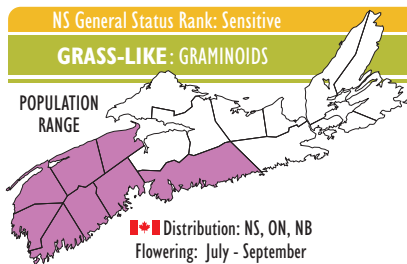 NS General Status Rank: Sensitive
GRASS-LIKE: GRAMINOIDS
POPULATION
RANGE
Distribution: NS, ON, NB
Flowering: July - September